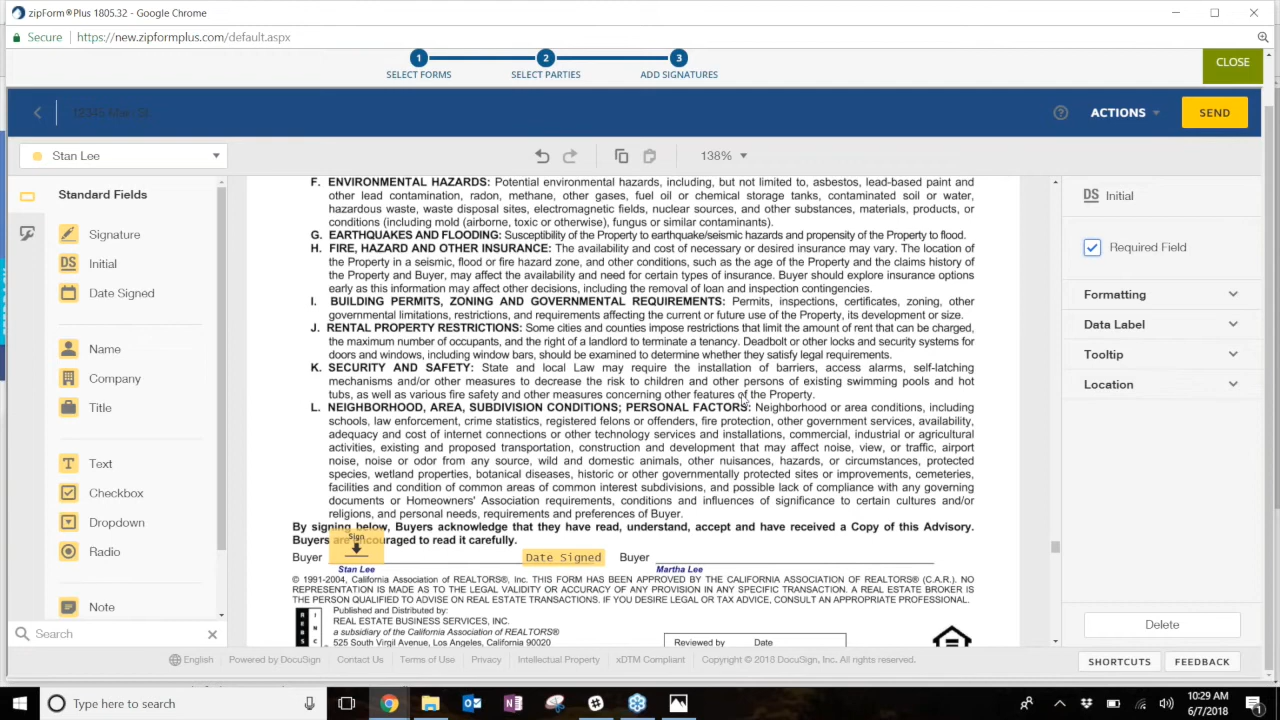 zipForm®Plus 1805.32 - Google Chrome
Secure https://new.zipformplus.com/default.aspx
1 2 3
SELECT FORMS SELECT PARTIES ADD SIGNATURES
CLOSE
12345 Main St.
ACTIONS SEND
Stan Lee 138%
Standard Fields
Signature
DS Initial
Date Signed
Name
Company
Title
T Text
Checkbox
Dropdown
Radio
Note
Search
F. ENVIRONMENTAL HAZARDS: Potential environmental hazards, including, but not limited to, asbestos, lead-based paint and
other lead contamination, radon, methane, other gases, fuel oil or chemical storage tanks, contaminated soil or water,
hazardous waste, waste disposal sites, electromagnetic fields, nuclear sources, and other substances, materials, products, or
conditions (including mold (airborne, toxic or otherwise), fungus or similar contaminants).
G. EARTHQUAKES AND FLOODING: Susceptibility of the Property to earthquake/seismic hazards and propensity of the Property to flood.
H. FIRE, HAZARD AND OTHER INSURANCE: The availability and cost of necessary or desired insurance may vary. The location of
the Property in a seismic, flood or fire hazard zone, and other conditions, such as the age of the Property and the claims history of
the Property and Buyer, may affect the availability and need for certain types of insurance. Buyer should explore insurance options
early as this information may affect other decisions, including the removal of loan and inspection contingencies.
I. BUILDING PERMITS, ZONING AND GOVERNMENTAL REQUIREMENTS: Permits, inspections, certificates, zoning, other
governmental limitations, restrictions, and requirements affecting the current or future use of the Property, its development or size.
J. RENTAL PROPERTY RESTRICTIONS: Some cities and counties impose restrictions that limit the amount of rent that can be charged,
the maximum number of occupants, and the right of a landlord to terminate a tenancy. Deadbolt or other locks and security systems for
doors and windows, including window bars, should be examined to determine whether they satisfy legal requirements.
K. SECURITY AND SAFETY: State and local Law may require the installation of barriers, access alarms, self-latching
mechanisms and/or other measures to decrease the risk to children and other persons of existing swimming pools and hot
tubs, as well as various fire safety and other measures concerning other features of the Property.
L. NEIGHBORHOOD, AREA, SUBDIVISION CONDITIONS; PERSONAL FACTORS: Neighborhood or area conditions, including
schools, law enforcement, crime statistics, registered felons or offenders, fire protection, other government services, availability,
adequacy and cost of internet connections or other technology services and installations, commercial, industrial or agricultural
activities, existing and proposed transportation, construction and development that may affect noise, view, or traffic, airport
noise, noise or odor from any source, wild and domestic animals, other nuisances, hazards, or circumstances, protected
species, wetland properties, botanical diseases, historic or other governmentally protected sites or improvements, cemeteries,
facilities and condition of common areas of common interest subdivisions, and possible lack of compliance with any governing
documents or Homeowners' Association requirements, conditions and influences of significance to certain cultures and/or
religions, and personal needs, requirements and preferences of Buyer.
By signing below, Buyers acknowledge that they have read, understand, accept and have received a Copy of this Advisory.
Buyers are encouraged to read it carefully.
Sign
Buyer Date Signed Buyer
Stan Lee Martha Lee
© 1991-2004, California Association of REALTORS®, Inc. THIS FORM HAS BEEN APPROVED BY THE CALIFORNIA ASSOCIATION OF REALTORS® (C.A.R.). NO
REPRESENTATION IS MADE AS TO THE LEGAL VALIDITY OR ACCURACY OF ANY PROVISION IN ANY SPECIFIC TRANSACTION. A REAL ESTATE BROKER IS
THE PERSON QUALIFIED TO ADVISE ON REAL ESTATE TRANSACTIONS. IF YOU DESIRE LEGAL OR TAX ADVICE, CONSULT AN APPROPRIATE PROFESSIONAL.
Published and Distributed by:
REAL ESTATE BUSINESS SERVICES, INC.
a subsidiary of the California Association of REALTORS®
525 South Virgil Avenue, Los Angeles, California 90020
Reviewed by Date
DS Initial
Required Field
Formatting
Data Label
Tooltip
Location
Delete
SHORTCUTS FEEDBACK
English Powered by DocuSign Contact Us Terms of Use Privacy Intellectual Property xDTM Compliant Copyright © 2018 DocuSign, Inc. All rights reserved.
Type here to search
10:29 AM
6/7/2018
1